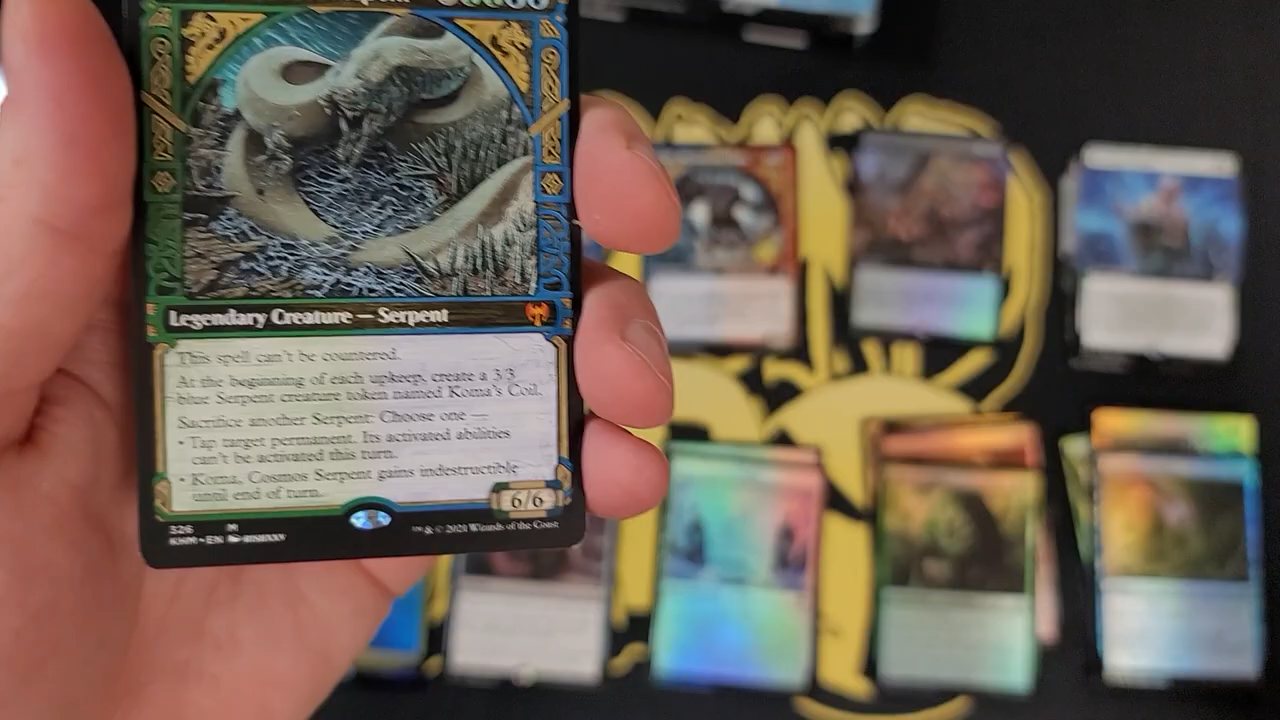 Legendary Creature — Serpent
This spell can't be countered.
At the beginning of each upkeep, create a 3/3
blue Serpent creature token named Koma's Coil.
Sacrifice another Serpent: Choose one —
• Tap target permanent. Its activated abilities
can't be activated this turn.
• Koma, Cosmos Serpent gains indestructible
until end of turn.
6/6
326 M
KHM • EN
™ & © 2021 Wizards of the Coast